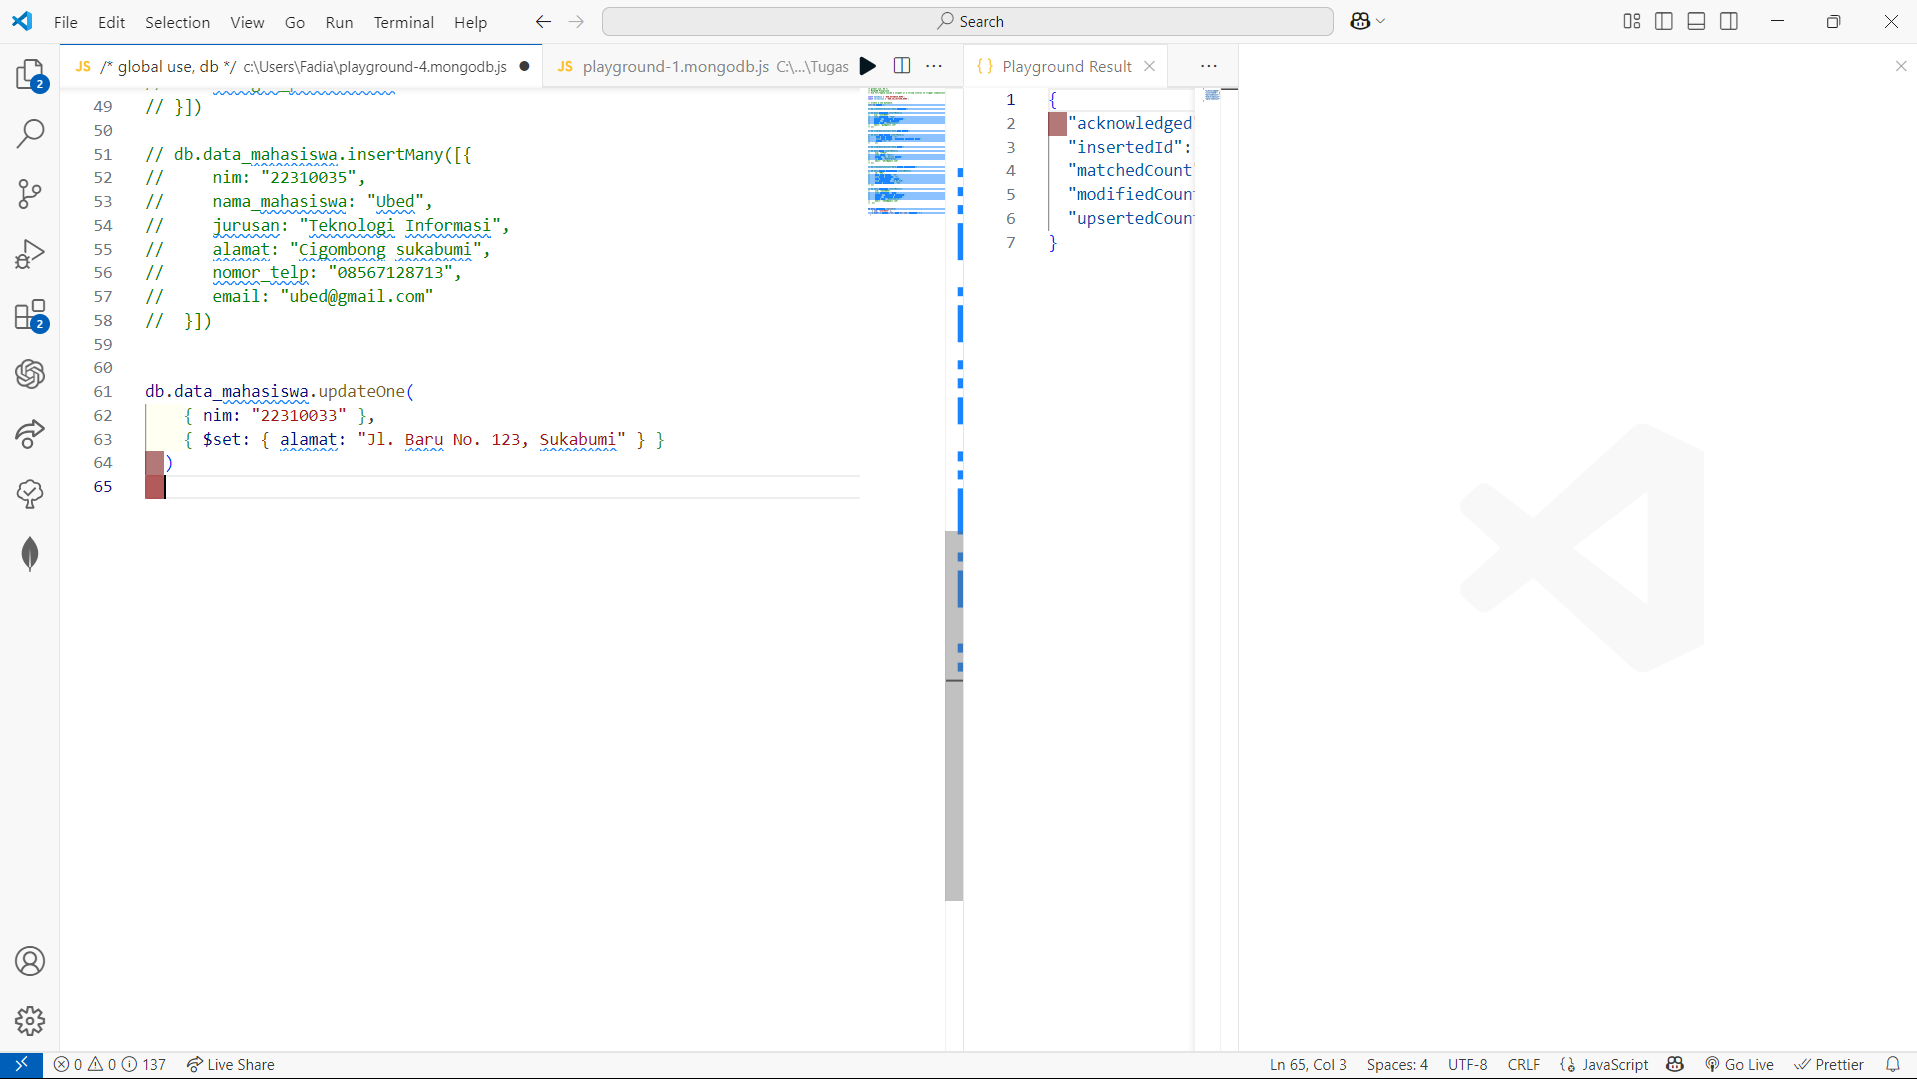 File Edit Selection View Go Run Terminal Help
Search
JS /* global use, db */ c:\Users\Fadia\playground-4.mongodb.js
JS playground-1.mongodb.js C:\...\Tugas
{ } Playground Result
49 // }])
50
51 // db.data_mahasiswa.insertMany([{
52 //     nim: "22310035",
53 //     nama_mahasiswa: "Ubed",
54 //     jurusan: "Teknologi Informasi",
55 //     alamat: "Cigombong sukabumi",
56 //     nomor_telp: "08567128713",
57 //     email: "ubed@gmail.com"
58 //  }])
59
60
61 db.data_mahasiswa.updateOne(
62     { nim: "22310033" },
63     { $set: { alamat: "Jl. Baru No. 123, Sukabumi" } }
64   )
65
1 {
2   "acknowledged"
3   "insertedId":
4   "matchedCount"
5   "modifiedCoun
6   "upsertedCoun
7 }
2
2
0 0 137 Live Share
Ln 65, Col 3 Spaces: 4 UTF-8 CRLF JavaScript Go Live Prettier